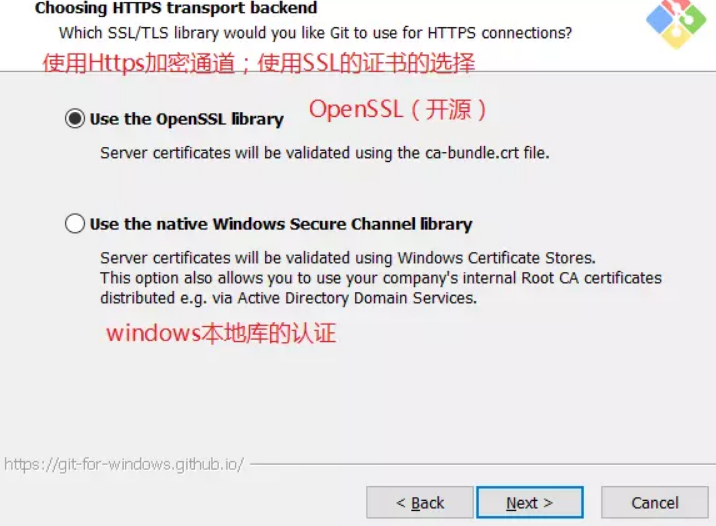 Choosing HTTPS transport backend
Which SSL/TLS library would you like Git to use for HTTPS connections?
使用Https加密通道；使用SSL的证书的选择
Use the OpenSSL library
OpenSSL（开源）
Server certificates will be validated using the ca-bundle.crt file.
Use the native Windows Secure Channel library
Server certificates will be validated using Windows Certificate Stores.
This option also allows you to use your company's internal Root CA certificates
distributed e.g. via Active Directory Domain Services.
windows本地库的认证
https://git-for-windows.github.io/
< Back
Next >
Cancel